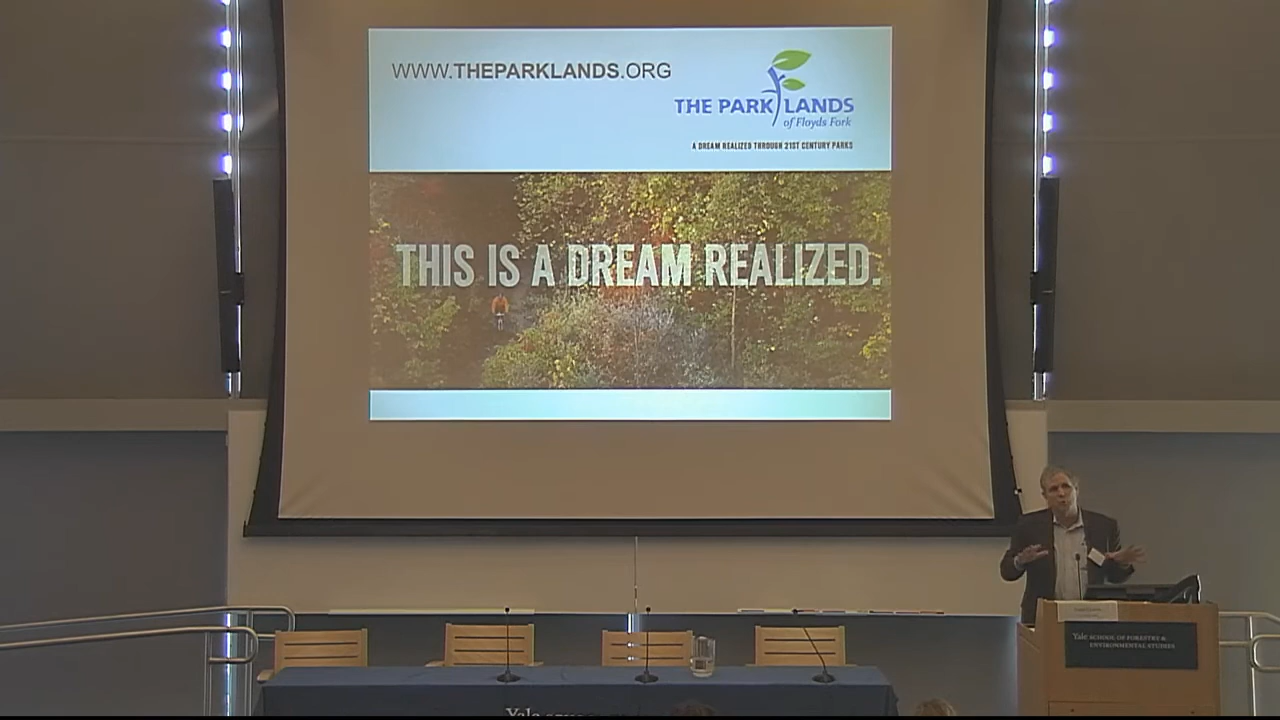 WWW.THEPARKLANDS.ORG
THE PARKLANDS
of Floyds Fork
A DREAM REALIZED THROUGH 21ST CENTURY PARKS
THIS IS A DREAM REALIZED.
Yale SCHOOL OF FORESTRY &
ENVIRONMENTAL STUDIES
Yale